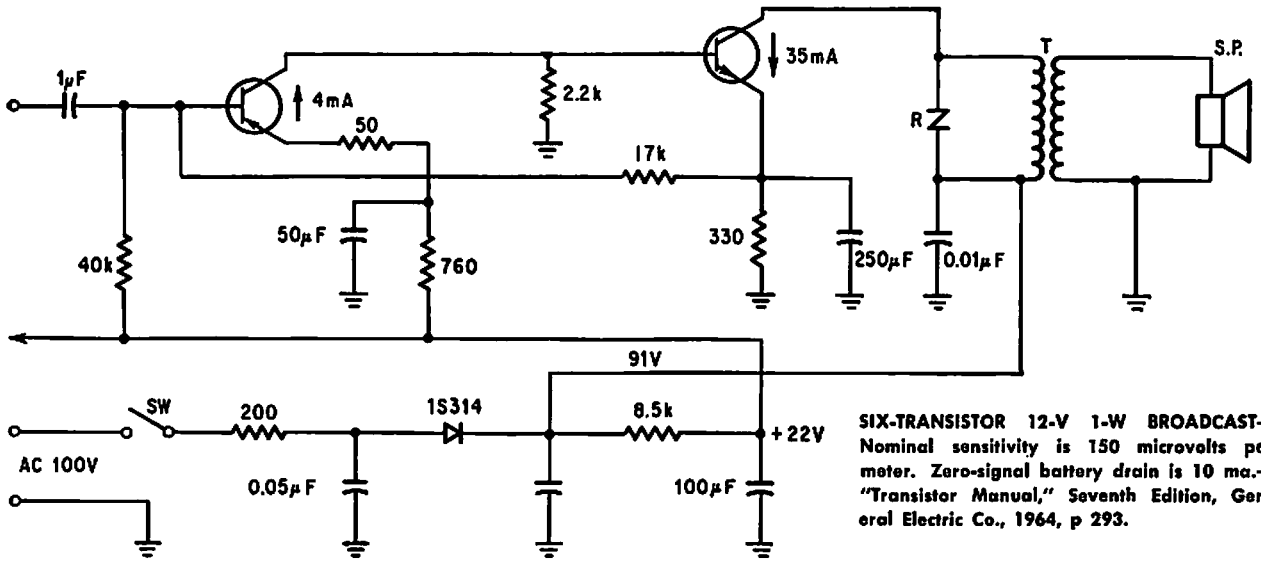 1µF
4mA
50
2.2k
35mA
T
S.P.
R
17k
40k
50µF
760
330
250µF
0.01µF
91V
SW
200
1S314
8.5k
+22V
AC 100V
0.05µF
100µF
SIX-TRANSISTOR 12-V 1-W BROADCAST-
Nominal sensitivity is 150 microvolts pe
meter. Zero-signal battery drain is 10 ma.-
"Transistor Manual," Seventh Edition, Gen
eral Electric Co., 1964, p 293.